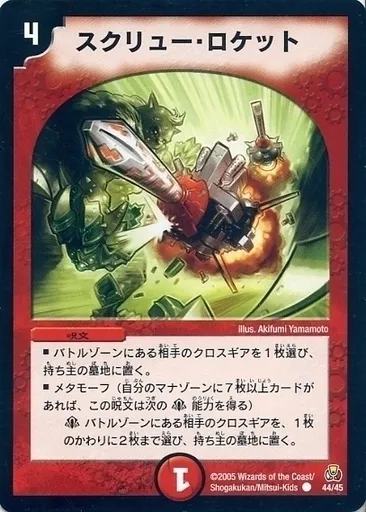 4
スクリュー・ロケット
illus. Akifumi Yamamoto
呪文
■ バトルゾーンにある相手のクロスギアを1枚選び、
持ち主の墓地に置く。
■ メタモーフ（自分のマナゾーンに7枚以上カードが
あれば、この呪文は次の 能力を得る）
バトルゾーンにある相手のクロスギアを、1枚
のかわりに2枚まで選び、持ち主の墓地に置く。
1
©2005 Wizards of the Coast/
Shogakukan/Mitsui-Kids
44/45